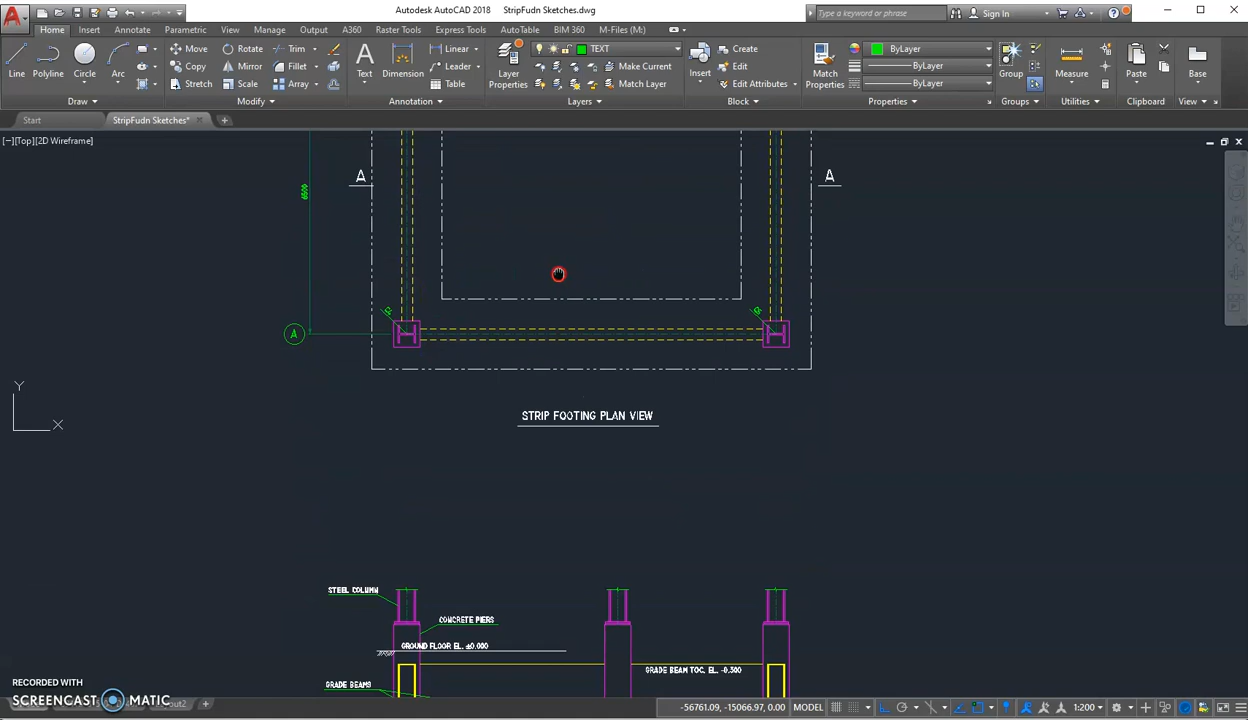 Autodesk AutoCAD 2018 StripFudn Sketches.dwg
Type a keyword or phrase
Sign In
Home Insert Annotate Parametric View Manage Output A360 Raster Tools Express Tools AutoTable BIM 360 M-Files (M:)
Line Polyline Circle Arc
Move Rotate Trim
Copy Mirror Fillet
Stretch Scale Array
Text Dimension
Linear
Leader
Table
Layer Properties
TEXT
Make Current
Match Layer
Insert
Create
Edit
Edit Attributes
Match Properties
ByLayer
ByLayer
ByLayer
Group
Measure
Paste
Base
Draw Modify Annotation Layers Block Properties Groups Utilities Clipboard View
Start StripFudn Sketches*
[−][Top][2D Wireframe]
A A
6500
A
Y
X
STRIP FOOTING PLAN VIEW
STEEL COLUMN
CONCRETE PIERS
GROUND FLOOR EL. ±0.000
GRADE BEAM TOC. EL. -0.300
GRADE BEAMS
RECORDED WITH
SCREENCAST MATIC
-56761.09, -15066.97, 0.00 MODEL 1:200